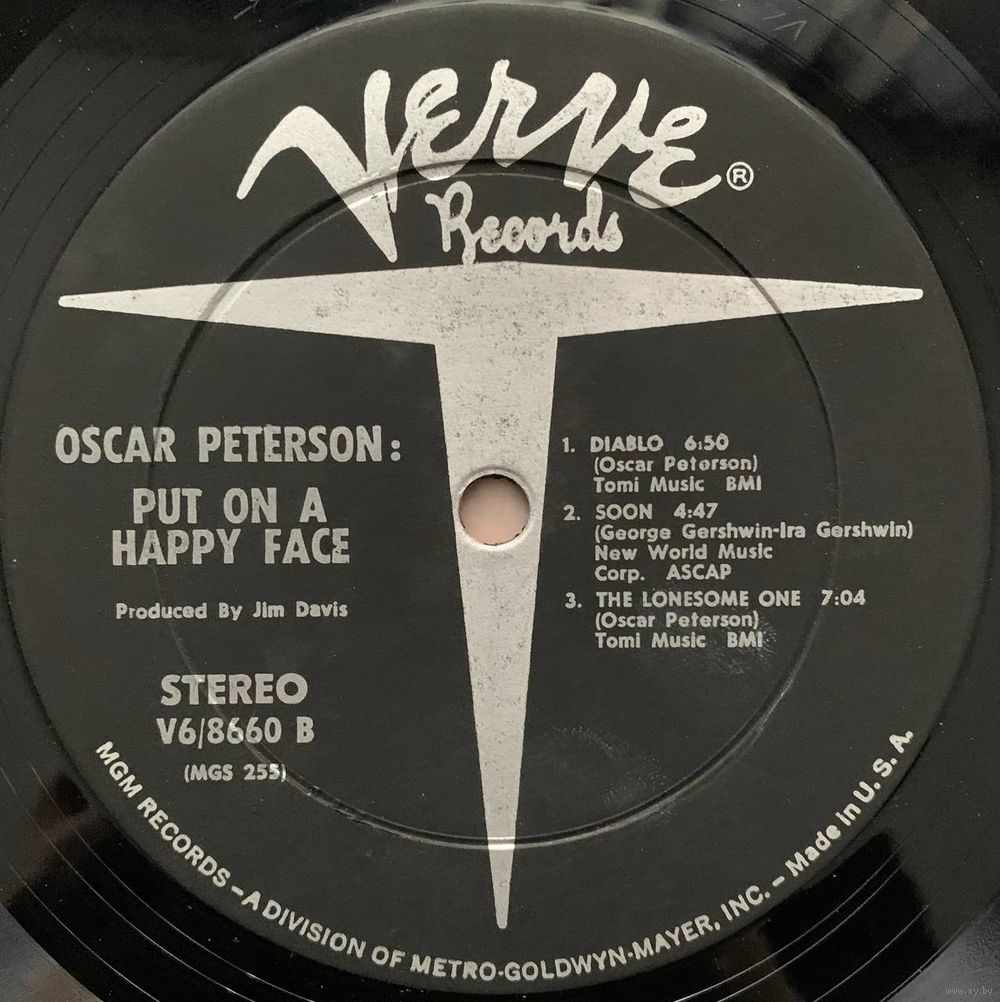 Verve ®
Records
OSCAR PETERSON:
PUT ON A
HAPPY FACE
Produced By Jim Davis
STEREO
V6/8660 B
(MGS 255)
1. DIABLO 6:50
(Oscar Peterson)
Tomi Music BMI
2. SOON 4:47
(George Gershwin-Ira Gershwin)
New World Music
Corp. ASCAP
3. THE LONESOME ONE 7:04
(Oscar Peterson)
Tomi Music BMI
MGM RECORDS – A DIVISION OF METRO-GOLDWYN-MAYER, INC. – Made in U. S. A.
www.ay.by